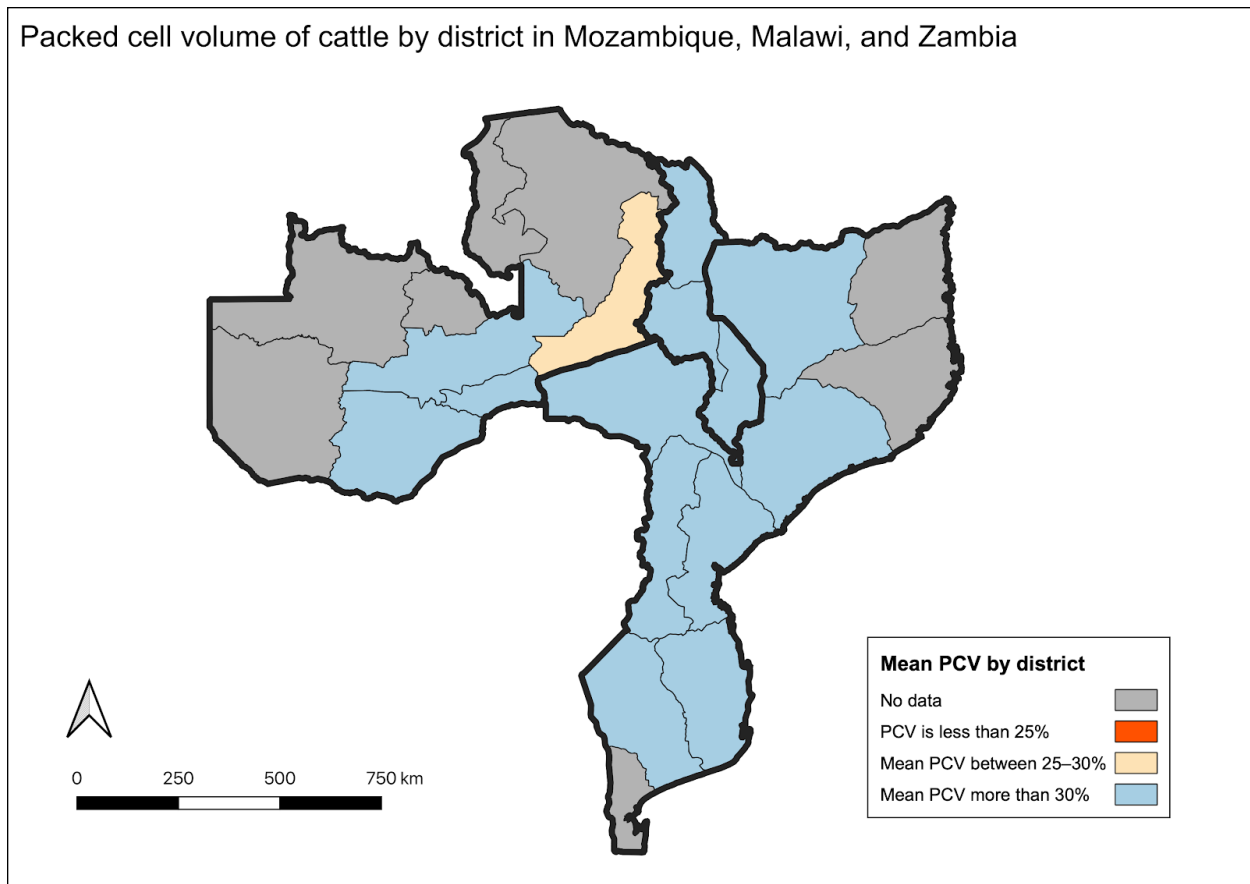 Packed cell volume of cattle by district in Mozambique, Malawi, and Zambia
Mean PCV by district
No data
PCV is less than 25%
Mean PCV between 25–30%
Mean PCV more than 30%
0 250 500 750 km